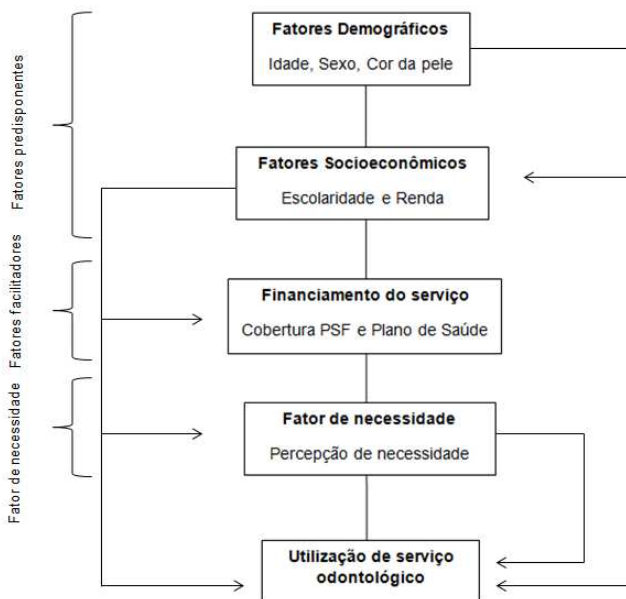 Fatores Demográficos
Idade, Sexo, Cor da pele
Fatores predisponentes
Fatores Socioeconômicos
Escolaridade e Renda
Fatores facilitadores
Financiamento do serviço
Cobertura PSF e Plano de Saúde
Fator de necessidade
Fator de necessidade
Percepção de necessidade
Utilização de serviço
odontológico